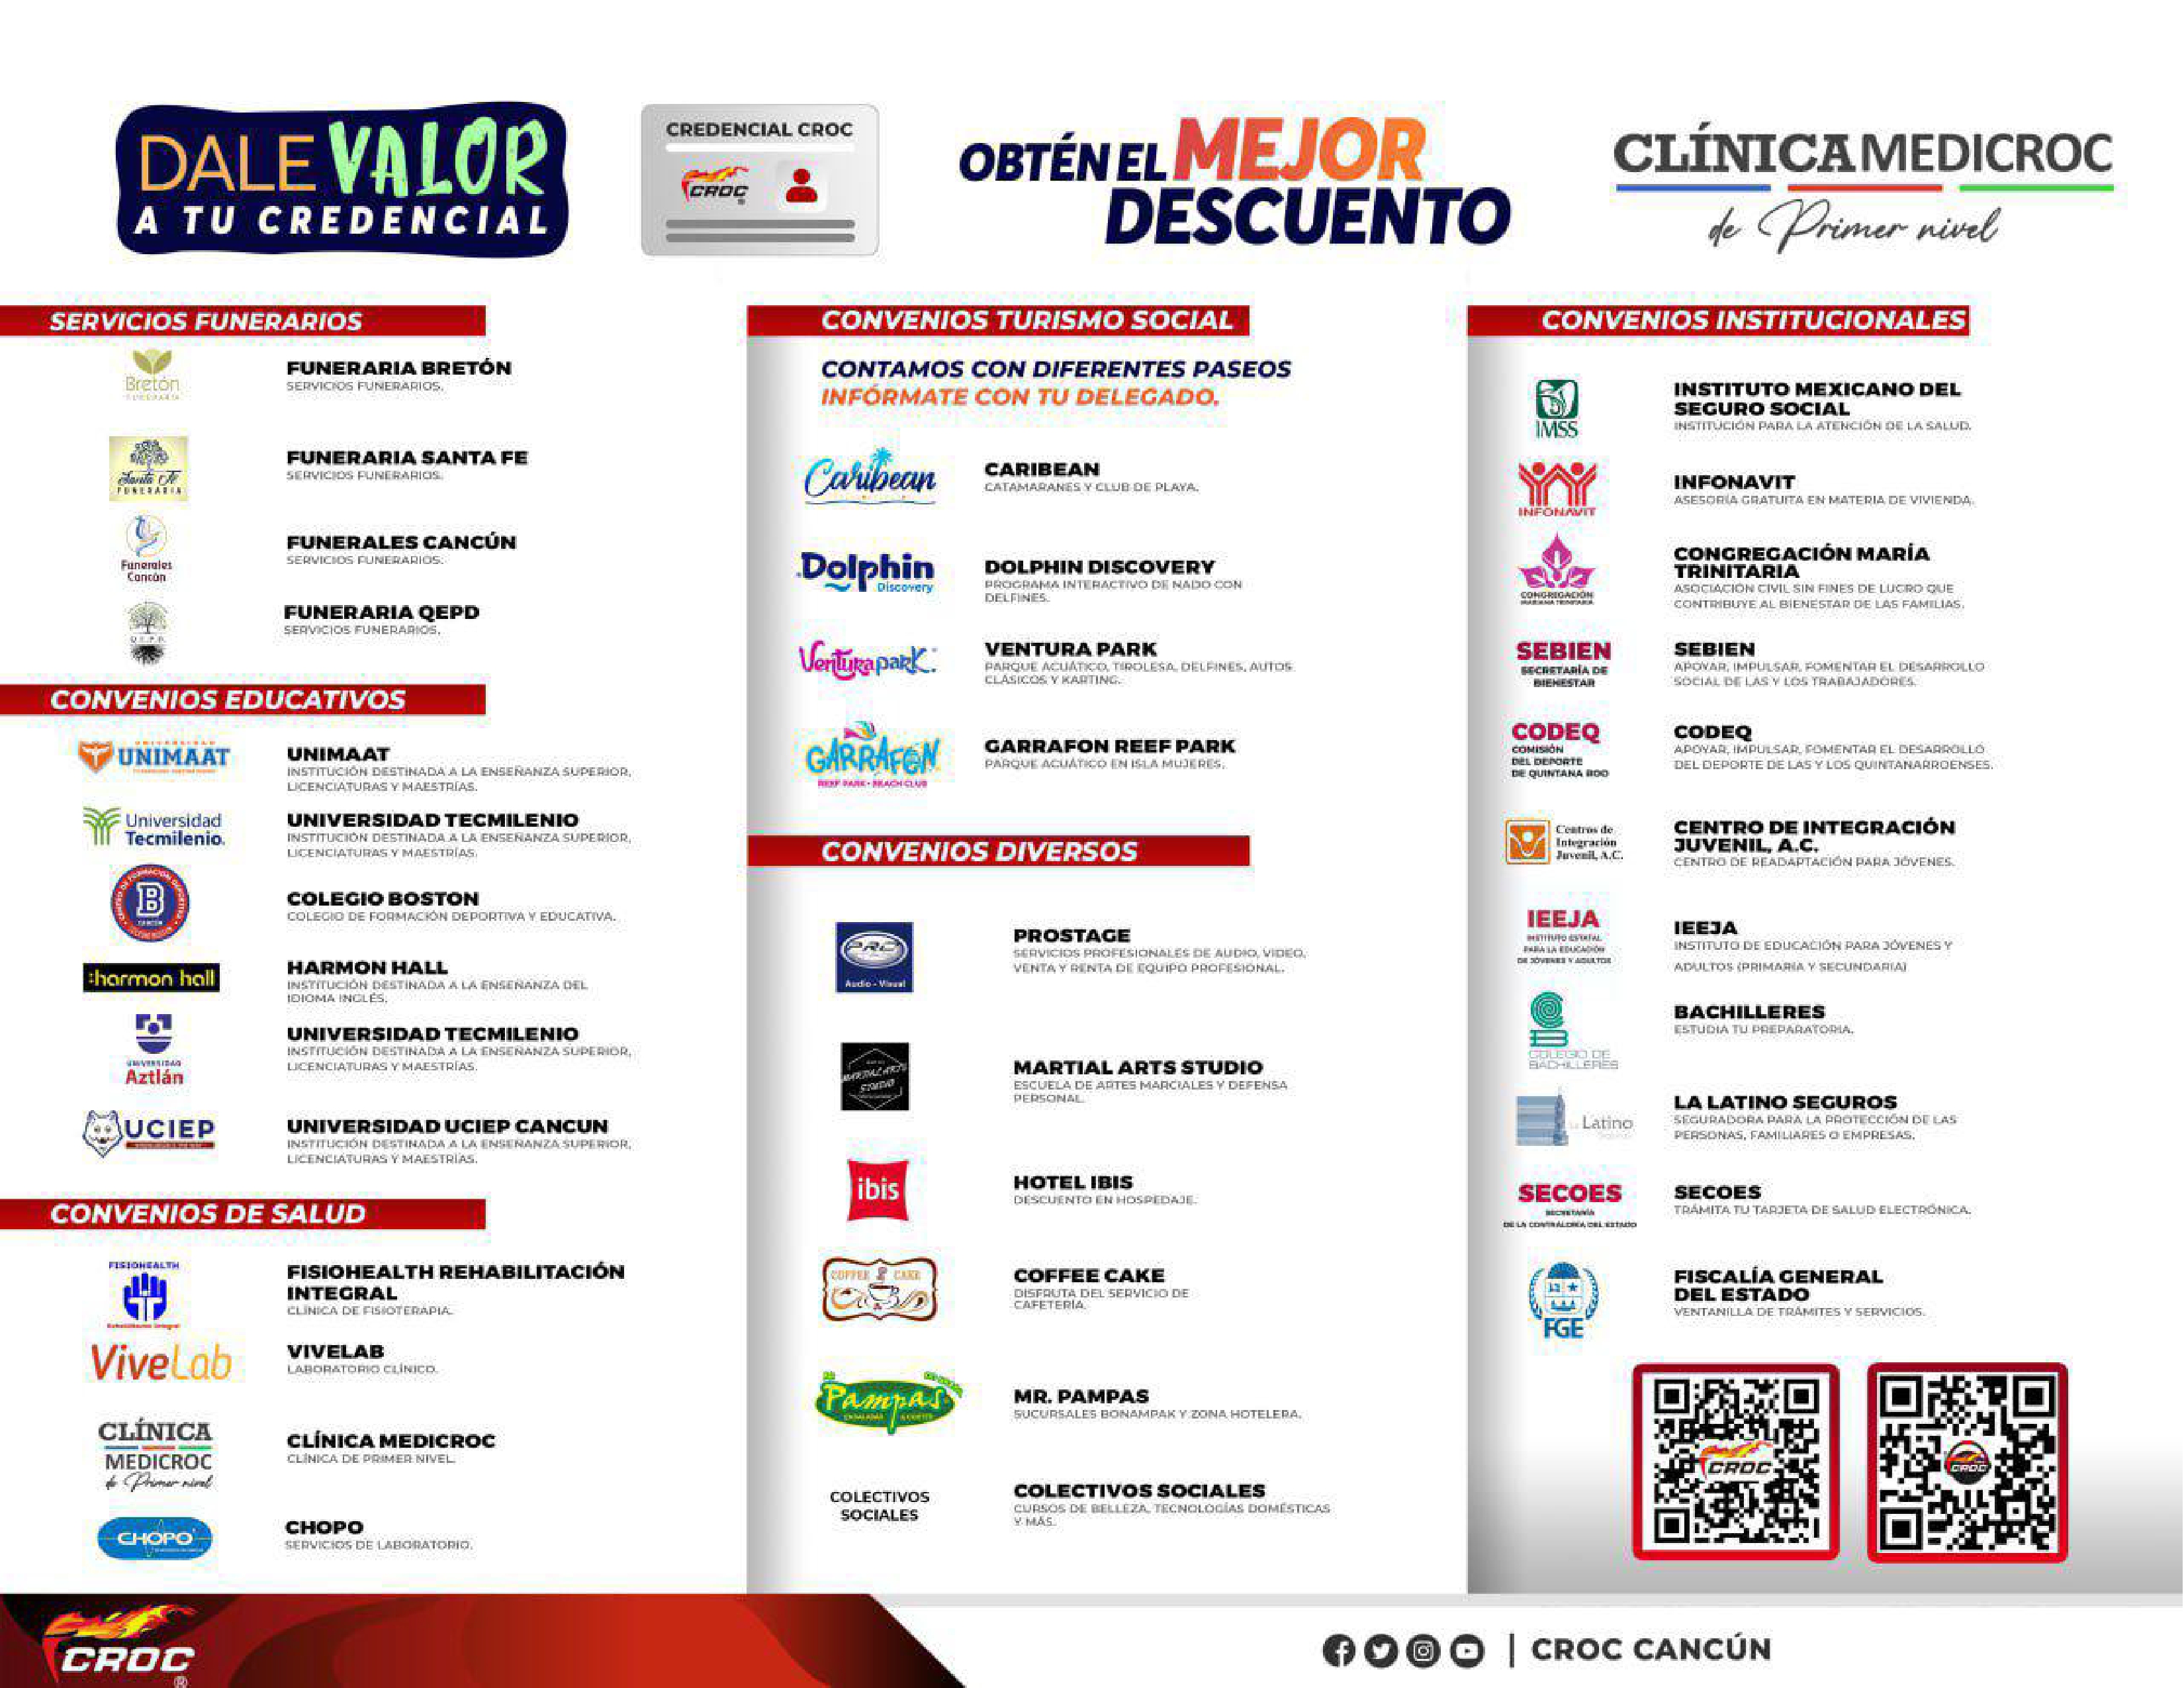 DALE VALOR
A TU CREDENCIAL
CREDENCIAL CROC
CROC
OBTÉN EL MEJOR
DESCUENTO
CLÍNICA MEDICROC
de Primer nivel
SERVICIOS FUNERARIOS
Bretón
FUNERARIA
FUNERARIA BRETÓN
SERVICIOS FUNERARIOS.
Santa Fe
FUNERARIA
FUNERARIA SANTA FE
SERVICIOS FUNERARIOS.
Funerales
Cancún
FUNERALES CANCÚN
SERVICIOS FUNERARIOS.
Q.E.P.D.
FUNERARIA QEPD
SERVICIOS FUNERARIOS.
CONVENIOS EDUCATIVOS
UNIVERSIDAD
UNIMAAT
UNIMAAT
INSTITUCIÓN DESTINADA A LA ENSEÑANZA SUPERIOR,
LICENCIATURAS Y MAESTRÍAS.
Universidad
Tecmilenio.
UNIVERSIDAD TECMILENIO
INSTITUCIÓN DESTINADA A LA ENSEÑANZA SUPERIOR,
LICENCIATURAS Y MAESTRÍAS.
B
COLEGIO BOSTON
COLEGIO DE FORMACIÓN DEPORTIVA Y EDUCATIVA.
:harmon hall
HARMON HALL
INSTITUCIÓN DESTINADA A LA ENSEÑANZA DEL
IDIOMA INGLÉS.
UNIVERSIDAD
Aztlán
UNIVERSIDAD TECMILENIO
INSTITUCIÓN DESTINADA A LA ENSEÑANZA SUPERIOR,
LICENCIATURAS Y MAESTRÍAS.
UCIEP
UNIVERSIDAD UCIEP CANCUN
INSTITUCIÓN DESTINADA A LA ENSEÑANZA SUPERIOR,
LICENCIATURAS Y MAESTRÍAS.
CONVENIOS DE SALUD
FISIOHEALTH
Rehabilitación Integral
FISIOHEALTH REHABILITACIÓN
INTEGRAL
CLÍNICA DE FISIOTERAPIA.
ViveLab
VIVELAB
LABORATORIO CLÍNICO.
CLÍNICA
MEDICROC
de Primer nivel
CLÍNICA MEDICROC
CLÍNICA DE PRIMER NIVEL
CHOPO
CHOPO
SERVICIOS DE LABORATORIO.
CONVENIOS TURISMO SOCIAL
CONTAMOS CON DIFERENTES PASEOS
INFÓRMATE CON TU DELEGADO.
Caribean
CARIBEAN
CATAMARANES Y CLUB DE PLAYA.
Dolphin
Discovery
DOLPHIN DISCOVERY
PROGRAMA INTERACTIVO DE NADO CON
DELFINES.
Ventura park
VENTURA PARK
PARQUE ACUÁTICO, TIROLESA, DELFINES, AUTOS
CLÁSICOS Y KARTING.
GARRAFON
REEF PARK • BEACH CLUB
GARRAFON REEF PARK
PARQUE ACUÁTICO EN ISLA MUJERES.
CONVENIOS DIVERSOS
PRO
Audio - Visual
PROSTAGE
SERVICIOS PROFESIONALES DE AUDIO, VIDEO,
VENTA Y RENTA DE EQUIPO PROFESIONAL.
MARTIAL ARTS
STUDIO
MARTIAL ARTS STUDIO
ESCUELA DE ARTES MARCIALES Y DEFENSA
PERSONAL
ibis
HOTEL IBIS
DESCUENTO EN HOSPEDAJE.
COFFEE & CAKE
COFFEE CAKE
DISFRUTA DEL SERVICIO DE
CAFETERÍA.
Pampas
MR. PAMPAS
SUCURSALES BONAMPAK Y ZONA HOTELERA.
COLECTIVOS
SOCIALES
COLECTIVOS SOCIALES
CURSOS DE BELLEZA, TECNOLOGÍAS DOMÉSTICAS
Y MÁS.
CONVENIOS INSTITUCIONALES
IMSS
INSTITUTO MEXICANO DEL
SEGURO SOCIAL
INSTITUCIÓN PARA LA ATENCIÓN DE LA SALUD.
INFONAVIT
INFONAVIT
ASESORÍA GRATUITA EN MATERIA DE VIVIENDA.
CONGREGACIÓN
MARIANA TRINITARIA
CONGREGACIÓN MARÍA
TRINITARIA
ASOCIACIÓN CIVIL SIN FINES DE LUCRO QUE
CONTRIBUYE AL BIENESTAR DE LAS FAMILIAS.
SEBIEN
SECRETARÍA DE
BIENESTAR
SEBIEN
APOYAR, IMPULSAR, FOMENTAR EL DESARROLLO
SOCIAL DE LAS Y LOS TRABAJADORES.
CODEQ
COMISIÓN
DEL DEPORTE
DE QUINTANA ROO
CODEQ
APOYAR, IMPULSAR, FOMENTAR EL DESARROLLO
DEL DEPORTE DE LAS Y LOS QUINTANARROENSES.
Centros de
Integración
Juvenil, A.C.
CENTRO DE INTEGRACIÓN
JUVENIL, A.C.
CENTRO DE READAPTACIÓN PARA JÓVENES.
IEEJA
INSTITUTO ESTATAL
PARA LA EDUCACIÓN
DE JÓVENES Y ADULTOS
IEEJA
INSTITUTO DE EDUCACIÓN PARA JÓVENES Y
ADULTOS (PRIMARIA Y SECUNDARIA)
COLEGIO DE
BACHILLERES
BACHILLERES
ESTUDIA TU PREPARATORIA.
La Latino
LA LATINO SEGUROS
SEGURADORA PARA LA PROTECCIÓN DE LAS
PERSONAS, FAMILIARES O EMPRESAS.
SECOES
SECRETARÍA
DE LA CONTRALORÍA DEL ESTADO
SECOES
TRÁMITA TU TARJETA DE SALUD ELECTRÓNICA.
FGE
FISCALÍA GENERAL
DEL ESTADO
VENTANILLA DE TRÁMITES Y SERVICIOS.
CROC
CROC
CROC
®
| CROC CANCÚN